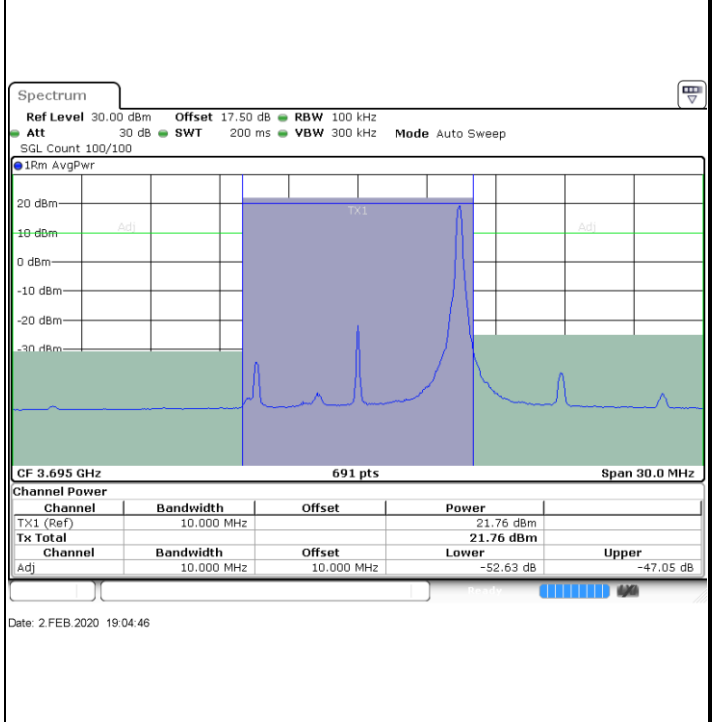 Spectrum
Ref Level 30.00 dBm Offset 17.50 dB RBW 100 kHz
Att 30 dB SWT 200 ms VBW 300 kHz Mode Auto Sweep
SGL Count 100/100
1Rm AvgPwr
TX1
20 dBm
Adj Adj
10 dBm
0 dBm
-10 dBm
-20 dBm
-30 dBm
CF 3.695 GHz 691 pts Span 30.0 MHz
Channel Power
Channel Bandwidth Offset Power
TX1 (Ref) 10.000 MHz 21.76 dBm
Tx Total 21.76 dBm
Channel Bandwidth Offset Lower Upper
Adj 10.000 MHz 10.000 MHz -52.63 dB -47.05 dB
Ready
Date: 2.FEB.2020 19:04:46